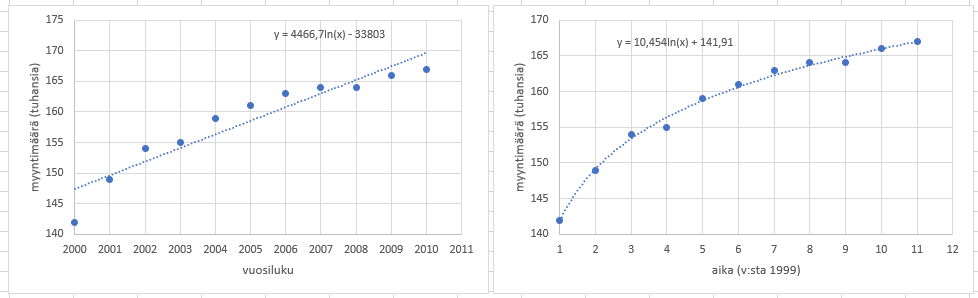 175
170
165
160
155
150
145
140
myyntimäärä (tuhansia)
y = 4466,7ln(x) - 33803
2000 2001 2002 2003 2004 2005 2006 2007 2008 2009 2010 2011
vuosiluku
170
165
160
155
150
145
140
myyntimäärä (tuhansia)
y = 10,454ln(x) + 141,91
1 2 3 4 5 6 7 8 9 10 11 12
aika (v:sta 1999)